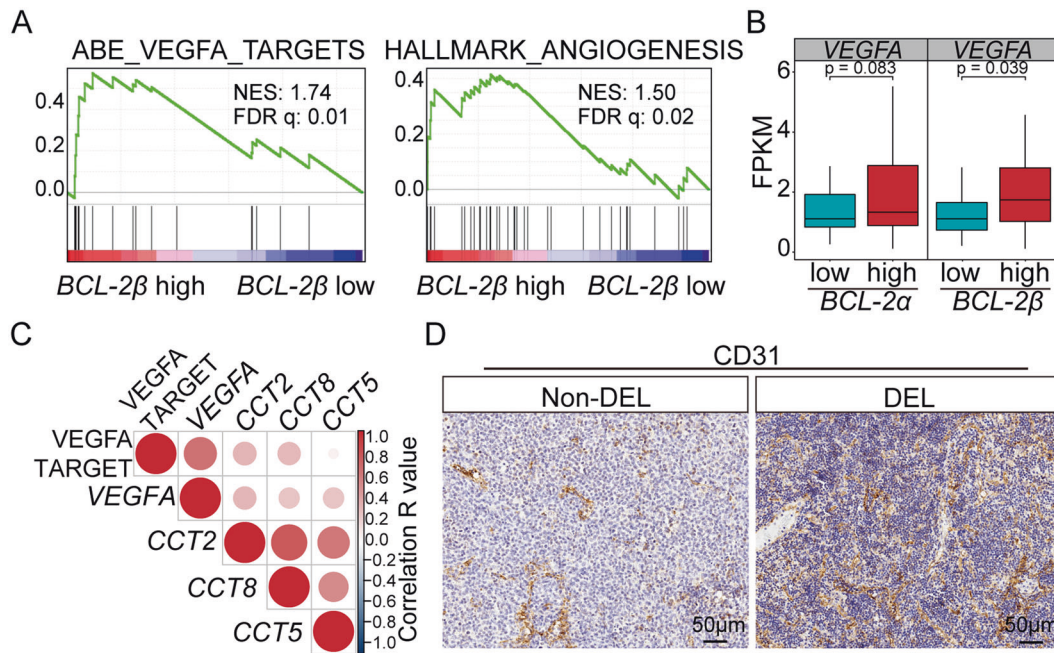 A
ABE_VEGFA_TARGETS
NES: 1.74
FDR q: 0.01
0.4
0.2
0.0
BCL-2β high
BCL-2β low
HALLMARK_ANGIOGENESIS
NES: 1.50
FDR q: 0.02
0.4
0.2
0.0
BCL-2β high
BCL-2β low
B
VEGFA
VEGFA
p = 0.083
p = 0.039
FPKM
6
4
2
0
low
high
low
high
BCL-2α
BCL-2β
C
VEGFA
TARGET
VEGFA
CCT2
CCT8
CCT5
VEGFA
TARGET
VEGFA
CCT2
CCT8
CCT5
1.0
0.8
0.6
0.4
0.2
0.0
0.2
0.4
0.6
0.8
1.0
Correlation R value
D
CD31
Non-DEL
DEL
50μm
50μm